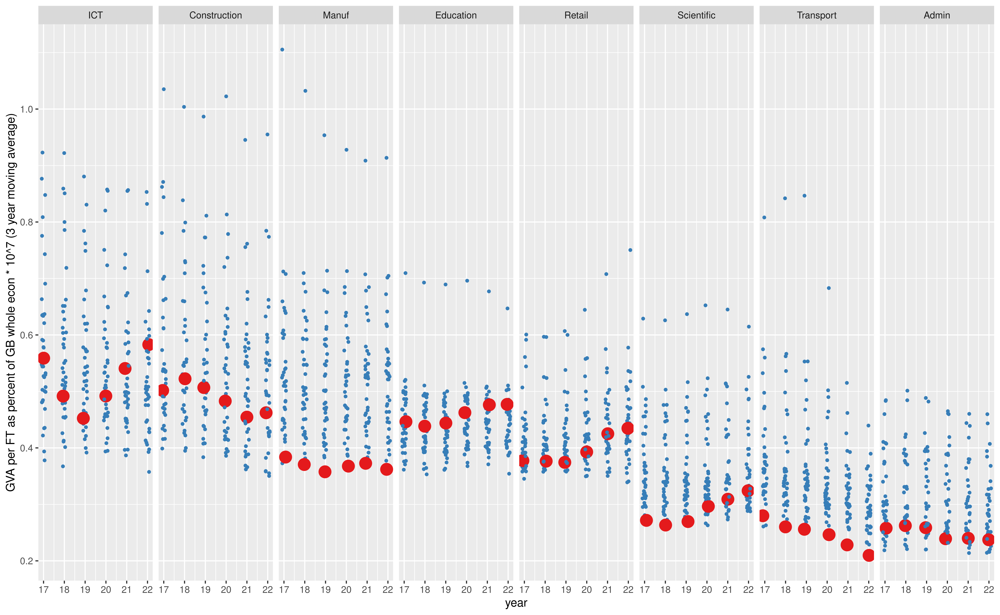 ICT Construction Manuf Education Retail Scientific Transport Admin
GVA per FT as percent of GB whole econ * 10^7 (3 year moving average)
1.0
0.8
0.6
0.4
0.2
17 18 19 20 21 22 17 18 19 20 21 22 17 18 19 20 21 22 17 18 19 20 21 22 17 18 19 20 21 22 17 18 19 20 21 22 17 18 19 20 21 22 17 18 19 20 21 22
year